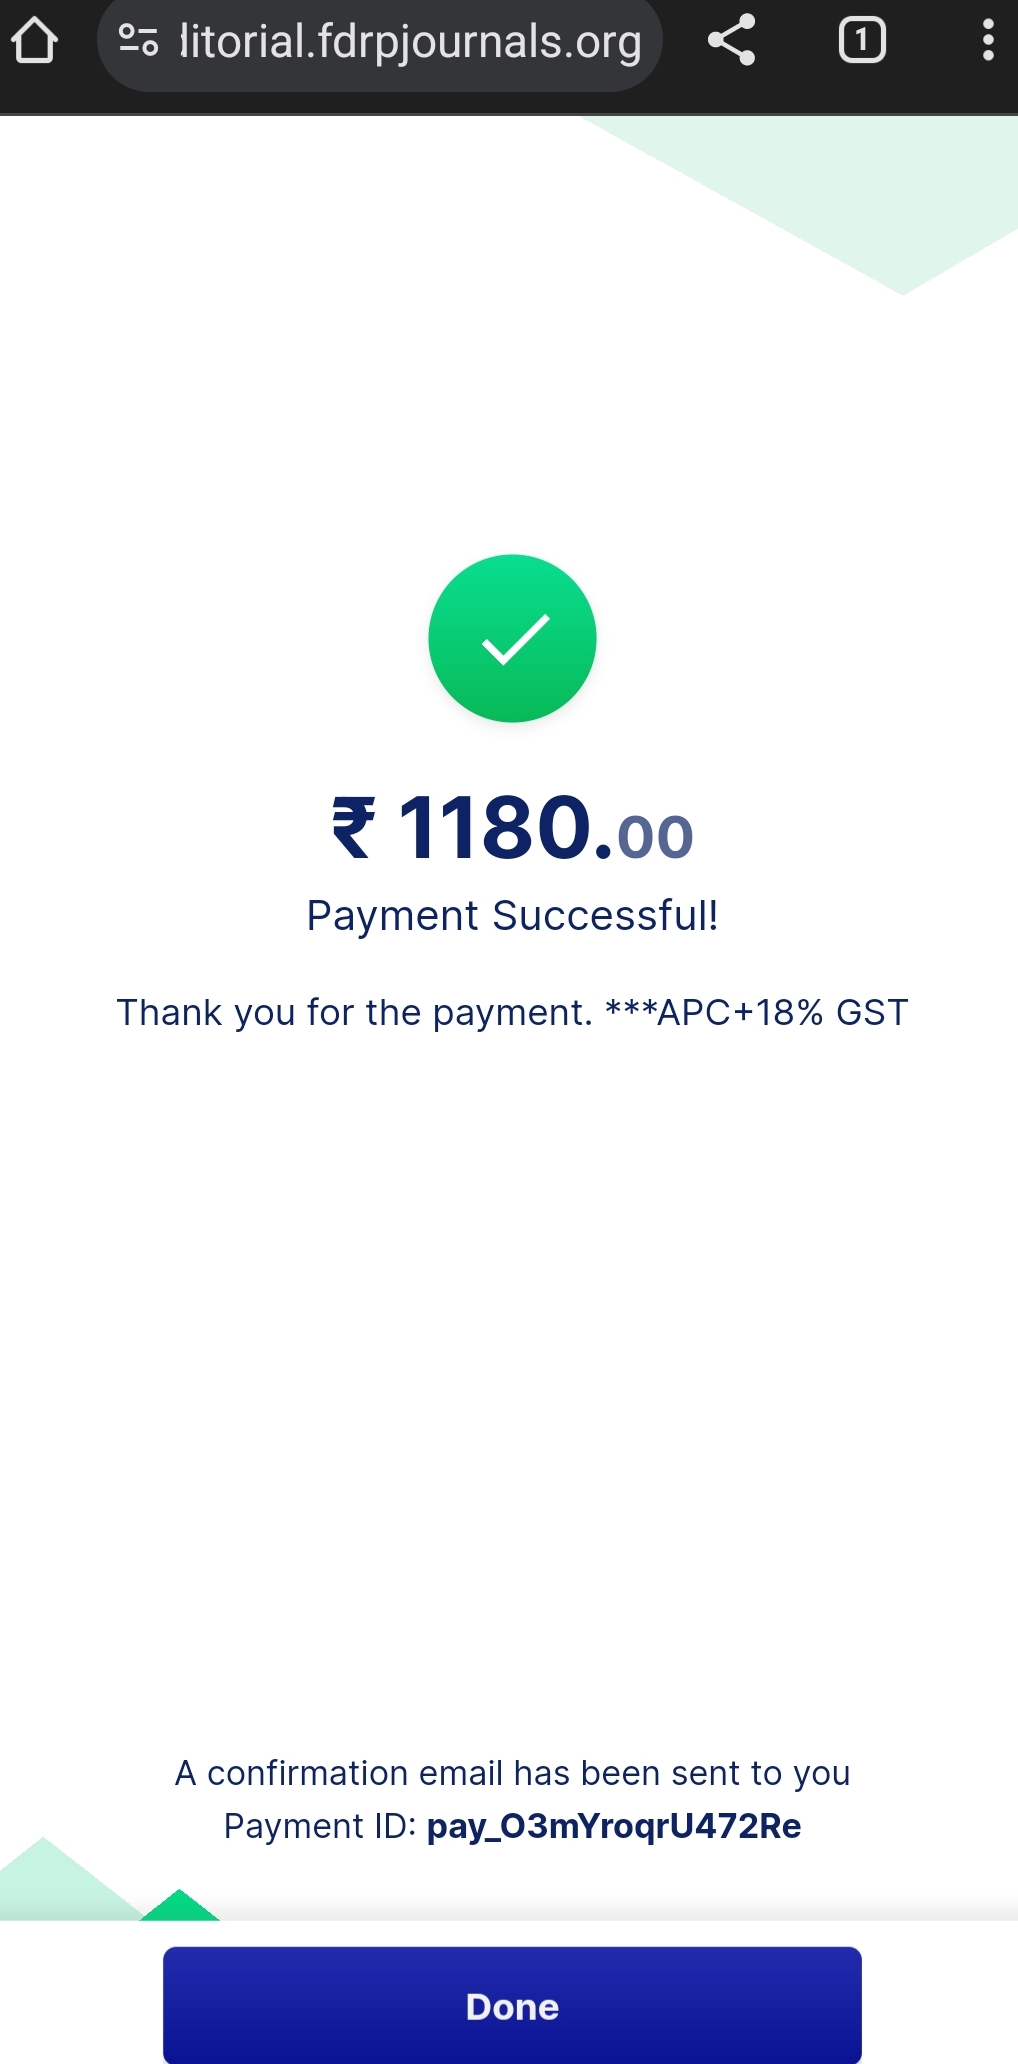 litorial.fdrpjournals.org
1
₹ 1180.00
Payment Successful!
Thank you for the payment. ***APC+18% GST
A confirmation email has been sent to you
Payment ID: pay_O3mYroqrU472Re
Done